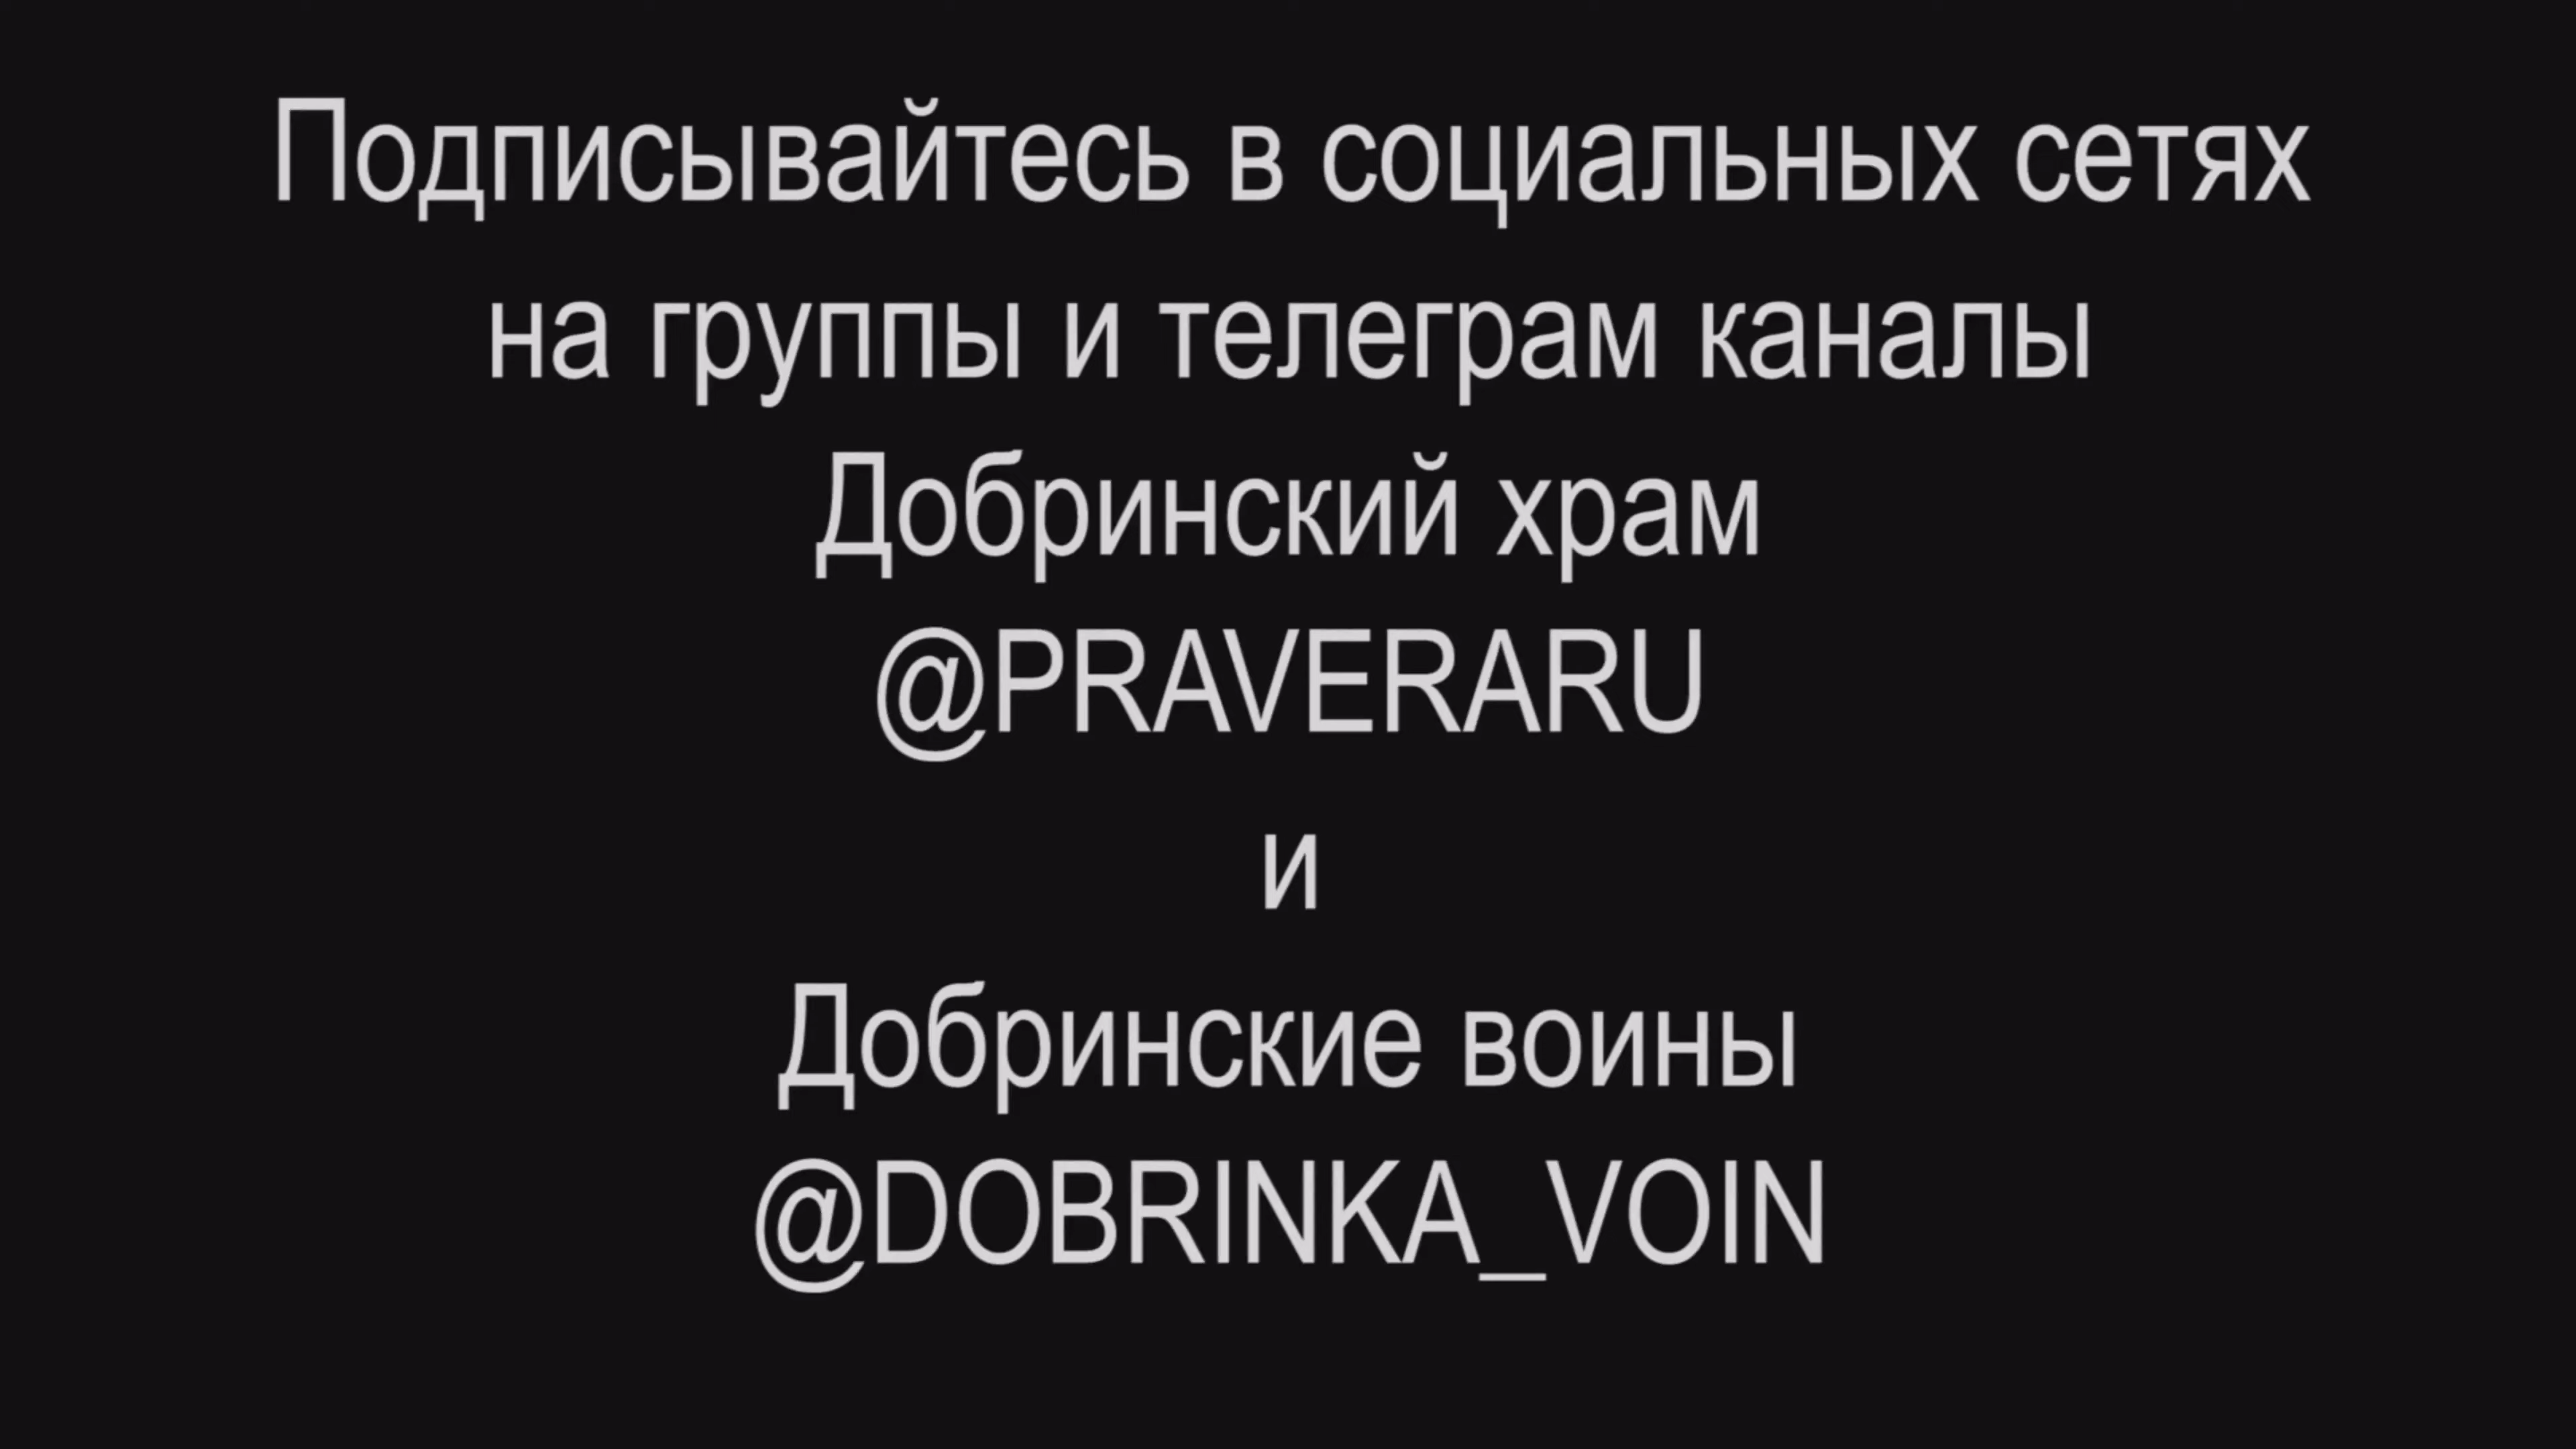 Подписывайтесь в социальных сетях
на группы и телеграм каналы
Добринский храм
@PRAVERARU
и
Добринские воины
@DOBRINKA_VOIN